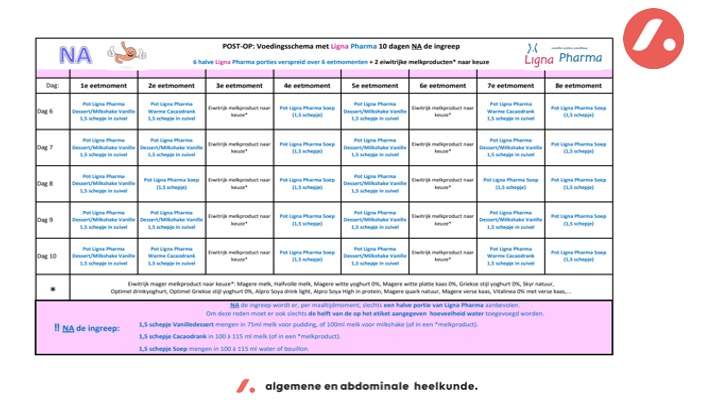 NA
POST-OP: Voedingsschema met Ligna Pharma 10 dagen NA de ingreep
6 halve Ligna Pharma porties verspreid over 6 eetmomenten + 2 eiwitrijke melkproducten* naar keuze
Ligna Pharma
Dag: 1e eetmoment 2e eetmoment 3e eetmoment 4e eetmoment 5e eetmoment 6e eetmoment 7e eetmoment 8e eetmoment
Dag 6
Pot Ligna Pharma
Dessert/Milkshake Vanille
1,5 schepje in zuivel
Pot Ligna Pharma
Warme Cacaodrank
1,5 schepje in zuivel
Eiwitrijk melkproduct naar
keuze*
Pot Ligna Pharma Soep
(1,5 schepje)
Pot Ligna Pharma
Dessert/Milkshake Vanille
1,5 schepje in zuivel
Eiwitrijk melkproduct naar
keuze*
Pot Ligna Pharma
Warme Cacaodrank
1,5 schepje in zuivel
Pot Ligna Pharma Soep
(1,5 schepje)
Dag 7
Pot Ligna Pharma
Dessert/Milkshake Vanille
1,5 schepje in zuivel
Pot Ligna Pharma
Dessert/Milkshake Vanille
1,5 schepje in zuivel
Eiwitrijk melkproduct naar
keuze*
Pot Ligna Pharma Soep
(1,5 schepje)
Pot Ligna Pharma
Dessert/Milkshake Vanille
1,5 schepje in zuivel
Eiwitrijk melkproduct naar
keuze*
Pot Ligna Pharma
Dessert/Milkshake Vanille
1,5 schepje in zuivel
Pot Ligna Pharma Soep
(1,5 schepje)
Dag 8
Pot Ligna Pharma
Dessert/Milkshake Vanille
1,5 schepje in zuivel
Pot Ligna Pharma Soep
(1,5 schepje)
Eiwitrijk melkproduct naar
keuze*
Pot Ligna Pharma Soep
(1,5 schepje)
Pot Ligna Pharma
Dessert/Milkshake Vanille
1,5 schepje in zuivel
Eiwitrijk melkproduct naar
keuze*
Pot Ligna Pharma Soep
(1,5 schepje)
Pot Ligna Pharma Soep
(1,5 schepje)
Dag 9
Pot Ligna Pharma
Dessert/Milkshake Vanille
1,5 schepje in zuivel
Pot Ligna Pharma
Dessert/Milkshake Vanille
1,5 schepje in zuivel
Eiwitrijk melkproduct naar
keuze*
Pot Ligna Pharma Soep
(1,5 schepje)
Pot Ligna Pharma
Dessert/Milkshake Vanille
1,5 schepje in zuivel
Eiwitrijk melkproduct naar
keuze*
Pot Ligna Pharma
Dessert/Milkshake Vanille
1,5 schepje in zuivel
Pot Ligna Pharma Soep
(1,5 schepje)
Dag 10
Pot Ligna Pharma
Dessert/Milkshake Vanille
1,5 schepje in zuivel
Pot Ligna Pharma
Warme Cacaodrank
1,5 schepje in zuivel
Eiwitrijk melkproduct naar
keuze*
Pot Ligna Pharma Soep
(1,5 schepje)
Pot Ligna Pharma
Dessert/Milkshake Vanille
1,5 schepje in zuivel
Eiwitrijk melkproduct naar
keuze*
Pot Ligna Pharma
Warme Cacaodrank
1,5 schepje in zuivel
Pot Ligna Pharma Soep
(1,5 schepje)
*
Eiwitrijk mager melkproduct naar keuze*: Magere melk, Halfvolle melk, Magere witte yoghurt 0%, Magere witte platte kaas 0%, Griekse stijl yoghurt 0%, Skyr natuur,
Optimel drinkyoghurt, Optimel Griekse stijl yoghurt 0%, Alpro Soya drink light, Alpro Soya High in protein, Magere quark natuur, Magere verse kaas, Vitalinea 0% met verse kaas,...
!! NA de ingreep:
NA de ingreep wordt er, per maaltijdmoment, slechts een halve portie van Ligna Pharma aanbevolen.
Om deze reden moet er ook slechts de helft van de op het etiket aangegeven hoeveelheid water toegevoegd worden.
1,5 schepje Vanilledessert mengen in 75ml melk voor pudding, of 100ml melk voor milkshake (of in een *melkproduct).
1,5 schepje Cacaodrank in 100 à 115 ml melk (of in een *melkproduct).
1,5 schepje Soep mengen in 100 à 115 ml water of bouillon.
algemene en abdominale heelkunde.